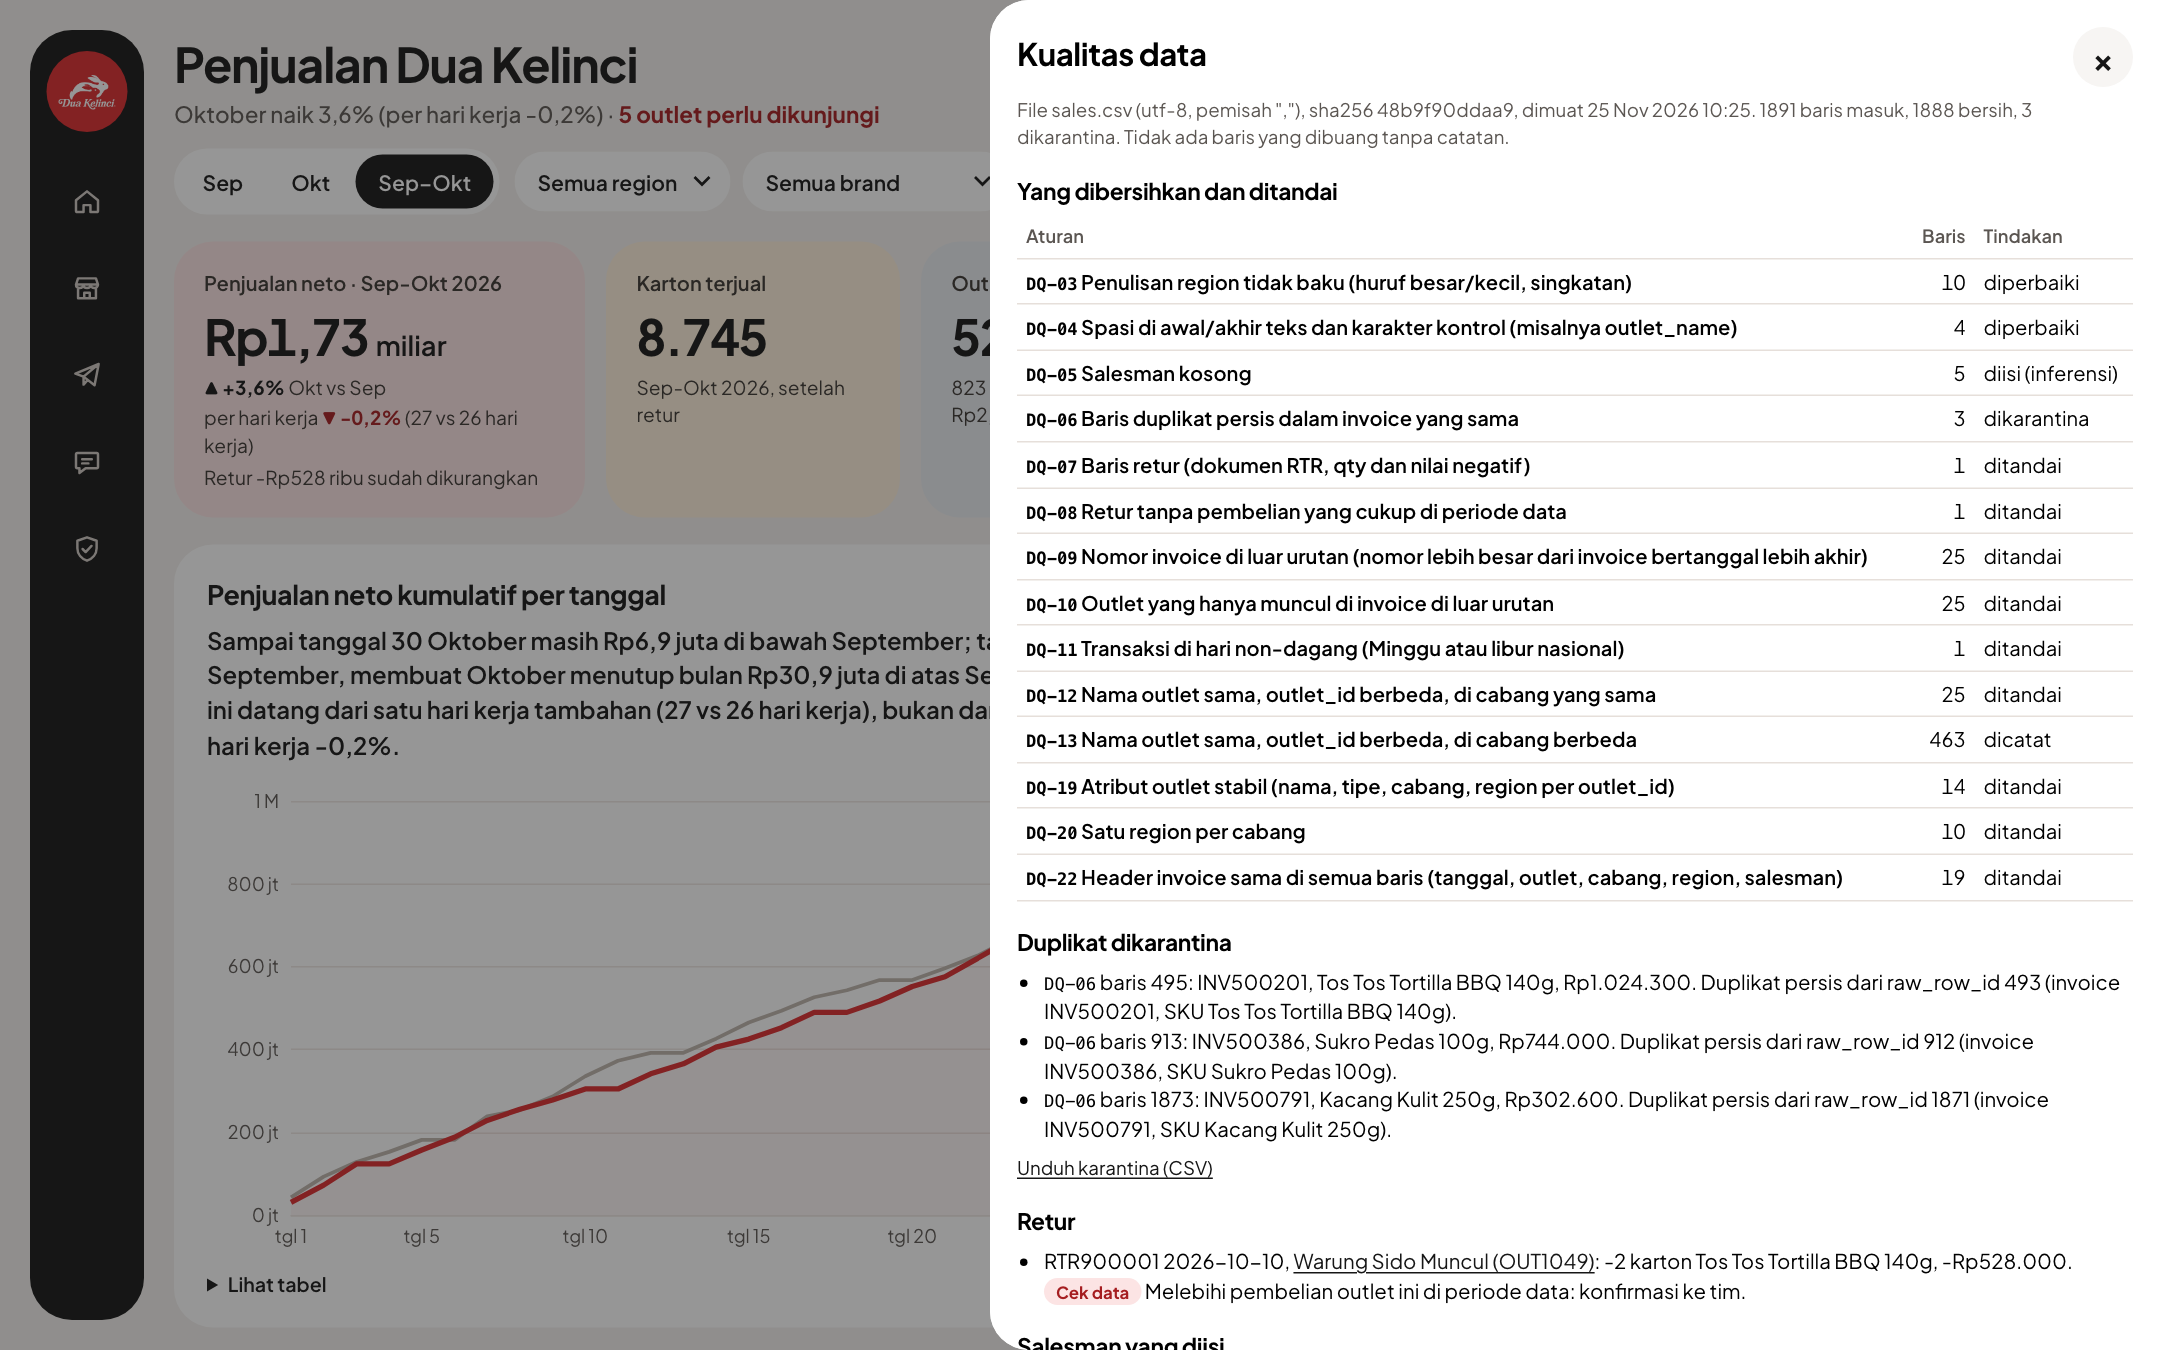 Dua Kelinci
Penjualan Dua Kelinci
Oktober naik 3,6% (per hari kerja -0,2%) · 5 outlet perlu dikunjungi
Sep
Okt
Sep–Okt
Semua region
Semua brand
Penjualan neto · Sep-Okt 2026
Rp1,73 miliar
▲ +3,6% Okt vs Sep
per hari kerja ▼ -0,2% (27 vs 26 hari
kerja)
Retur -Rp528 ribu sudah dikurangkan
Karton terjual
8.745
Sep-Okt 2026, setelah
retur
Out
52
823
Rp2
Penjualan neto kumulatif per tanggal
Sampai tanggal 30 Oktober masih Rp6,9 juta di bawah September; ta
September, membuat Oktober menutup bulan Rp30,9 juta di atas Se
ini datang dari satu hari kerja tambahan (27 vs 26 hari kerja), bukan da
hari kerja -0,2%.
1 M
800 jt
600 jt
400 jt
200 jt
0 jt
tgl 1
tgl 5
tgl 10
tgl 15
tgl 20
▶ Lihat tabel
Kualitas data
×
File sales.csv (utf-8, pemisah ","), sha256 48b9f90ddaa9, dimuat 25 Nov 2026 10:25. 1891 baris masuk, 1888 bersih, 3
dikarantina. Tidak ada baris yang dibuang tanpa catatan.
Yang dibersihkan dan ditandai
Aturan Baris Tindakan
DQ-03 Penulisan region tidak baku (huruf besar/kecil, singkatan) 10 diperbaiki
DQ-04 Spasi di awal/akhir teks dan karakter kontrol (misalnya outlet_name) 4 diperbaiki
DQ-05 Salesman kosong 5 diisi (inferensi)
DQ-06 Baris duplikat persis dalam invoice yang sama 3 dikarantina
DQ-07 Baris retur (dokumen RTR, qty dan nilai negatif) 1 ditandai
DQ-08 Retur tanpa pembelian yang cukup di periode data 1 ditandai
DQ-09 Nomor invoice di luar urutan (nomor lebih besar dari invoice bertanggal lebih akhir) 25 ditandai
DQ-10 Outlet yang hanya muncul di invoice di luar urutan 25 ditandai
DQ-11 Transaksi di hari non-dagang (Minggu atau libur nasional) 1 ditandai
DQ-12 Nama outlet sama, outlet_id berbeda, di cabang yang sama 25 ditandai
DQ-13 Nama outlet sama, outlet_id berbeda, di cabang berbeda 463 dicatat
DQ-19 Atribut outlet stabil (nama, tipe, cabang, region per outlet_id) 14 ditandai
DQ-20 Satu region per cabang 10 ditandai
DQ-22 Header invoice sama di semua baris (tanggal, outlet, cabang, region, salesman) 19 ditandai
Duplikat dikarantina
• DQ-06 baris 495: INV500201, Tos Tos Tortilla BBQ 140g, Rp1.024.300. Duplikat persis dari raw_row_id 493 (invoice
INV500201, SKU Tos Tos Tortilla BBQ 140g).
• DQ-06 baris 913: INV500386, Sukro Pedas 100g, Rp744.000. Duplikat persis dari raw_row_id 912 (invoice
INV500386, SKU Sukro Pedas 100g).
• DQ-06 baris 1873: INV500791, Kacang Kulit 250g, Rp302.600. Duplikat persis dari raw_row_id 1871 (invoice
INV500791, SKU Kacang Kulit 250g).
Unduh karantina (CSV)
Retur
• RTR900001 2026-10-10, Warung Sido Muncul (OUT1049): -2 karton Tos Tos Tortilla BBQ 140g, -Rp528.000.
Cek data Melebihi pembelian outlet ini di periode data: konfirmasi ke tim.
Salesman yang diisi